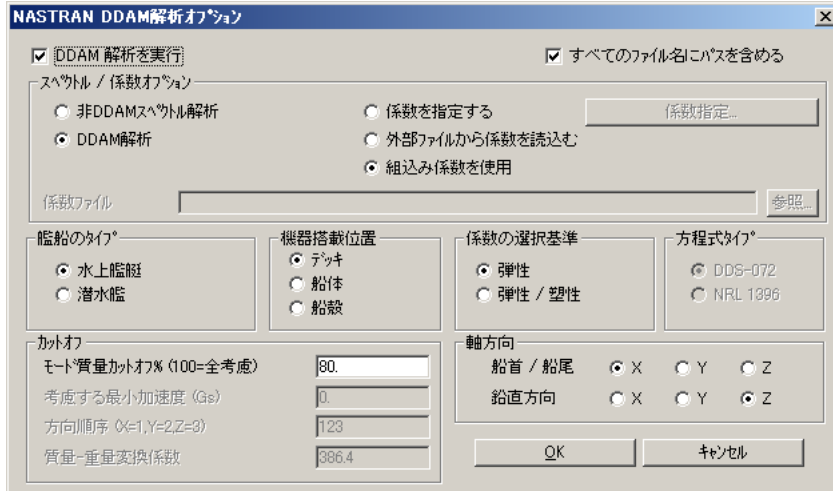 NASTRAN DDAM解析ｵﾌﾟｼｮﾝ
DDAM 解析を実行 すべてのﾌｧｲﾙ名にﾊﾟｽを含める
ｽﾍﾟｸﾄﾙ / 係数ｵﾌﾟｼｮﾝ
非DDAMｽﾍﾟｸﾄﾙ解析 係数を指定する 係数指定...
DDAM解析 外部ﾌｧｲﾙから係数を読込む
組込み係数を使用
係数ﾌｧｲﾙ 参照...
艦船のﾀｲﾌﾟ 機器搭載位置 係数の選択基準 方程式ﾀｲﾌﾟ
水上艦艇 ﾃﾞｯｷ 弾性 DDS-072
潜水艦 船体 弾性 / 塑性 NRL 1396
船殻
ｶｯﾄｵﾌ 軸方向
ﾓｰﾄﾞ質量ｶｯﾄｵﾌ% (100=全考慮) 80. 船首 / 船尾 X Y Z
考慮する最小加速度 (Gs) 0. 鉛直方向 X Y Z
方向順序 (X=1,Y=2,Z=3) 123
質量-重量変換係数 386.4 OK ｷｬﾝｾﾙ